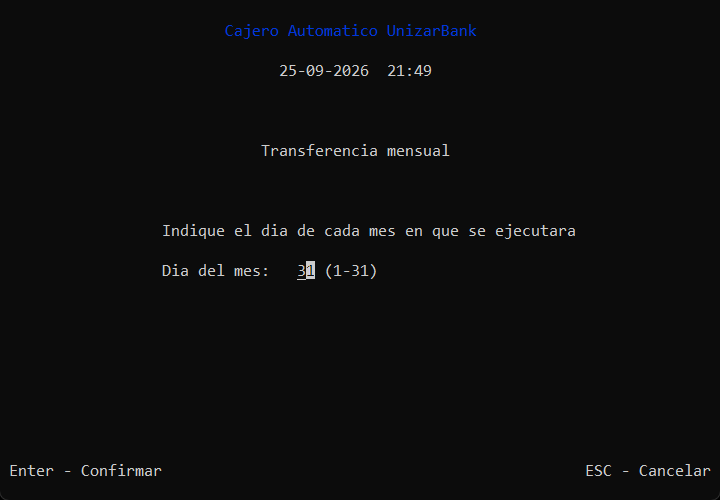 Cajero Automatico UnizarBank
25-09-2026  21:49
Transferencia mensual
Indique el dia de cada mes en que se ejecutara
Dia del mes:   31 (1-31)
Enter - Confirmar
ESC - Cancelar